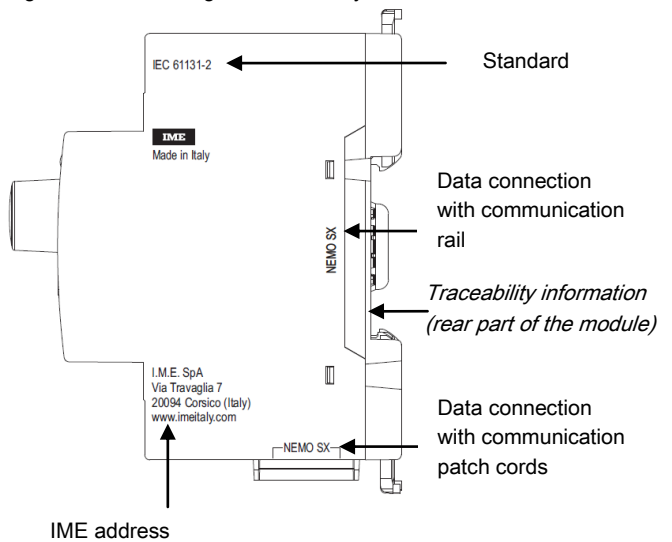 IEC 61131-2
Standard
IME
Made in Italy
Data connection
with communication
rail
NEMO SX
Traceability information
(rear part of the module)
I.M.E. SpA
Via Travaglia 7
20094 Corsico (Italy)
www.imeitaly.com
Data connection
with communication
patch cords
NEMO SX
IME address